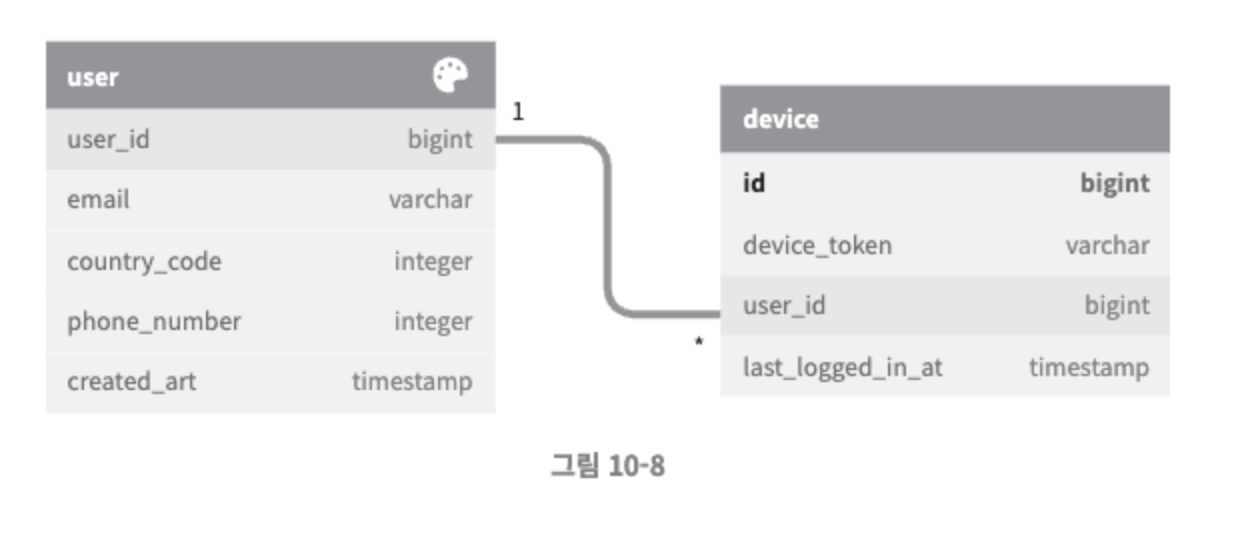 user
user_id bigint
email varchar
country_code integer
phone_number integer
created_art timestamp
1
*
device
id bigint
device_token varchar
user_id bigint
last_logged_in_at timestamp
그림 10-8